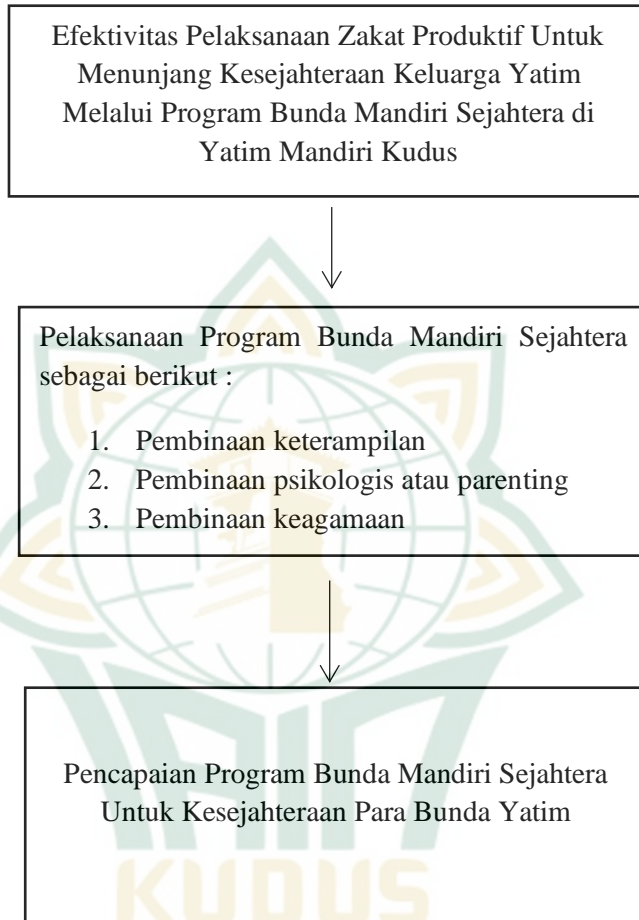 Efektivitas Pelaksanaan Zakat Produktif Untuk
Menunjang Kesejahteraan Keluarga Yatim
Melalui Program Bunda Mandiri Sejahtera di
Yatim Mandiri Kudus
Pelaksanaan Program Bunda Mandiri Sejahtera
sebagai berikut :
1. Pembinaan keterampilan
2. Pembinaan psikologis atau parenting
3. Pembinaan keagamaan
Pencapaian Program Bunda Mandiri Sejahtera
Untuk Kesejahteraan Para Bunda Yatim
IAIN
KUDUS